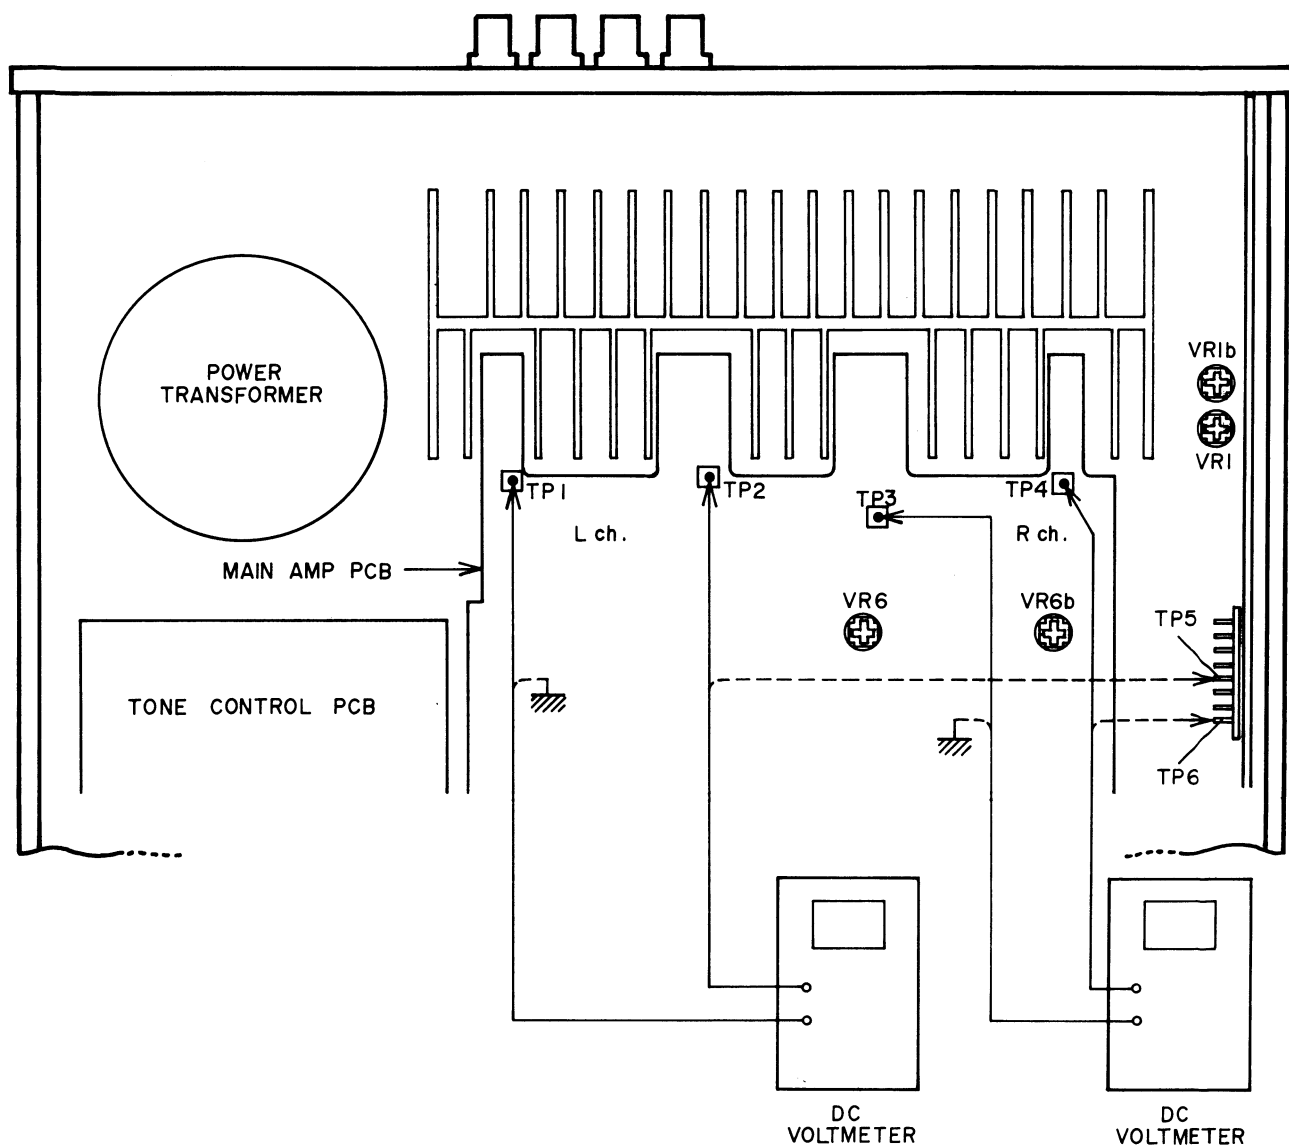 VR1b
POWER
TRANSFORMER
VR1
TP1
TP2
TP3
TP4
L ch.
R ch.
MAIN AMP PCB
VR6
VR6b
TP5
TONE CONTROL PCB
TP6
DC
VOLTMETER
DC
VOLTMETER